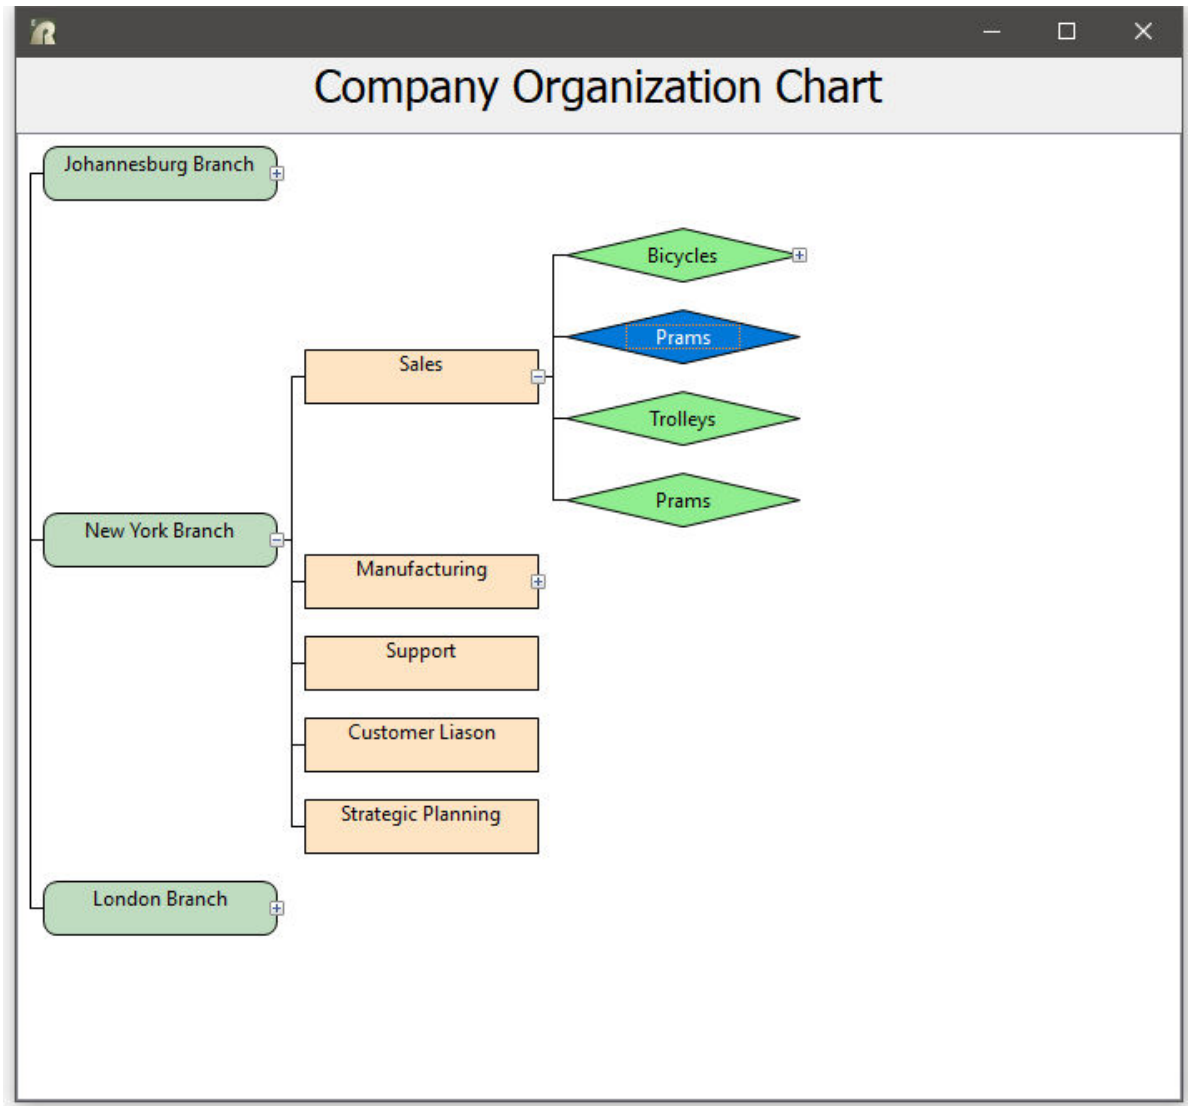 Company Organization Chart
Johannesburg Branch
Bicycles
Prams
Sales
Trolleys
Prams
New York Branch
Manufacturing
Support
Customer Liason
Strategic Planning
London Branch